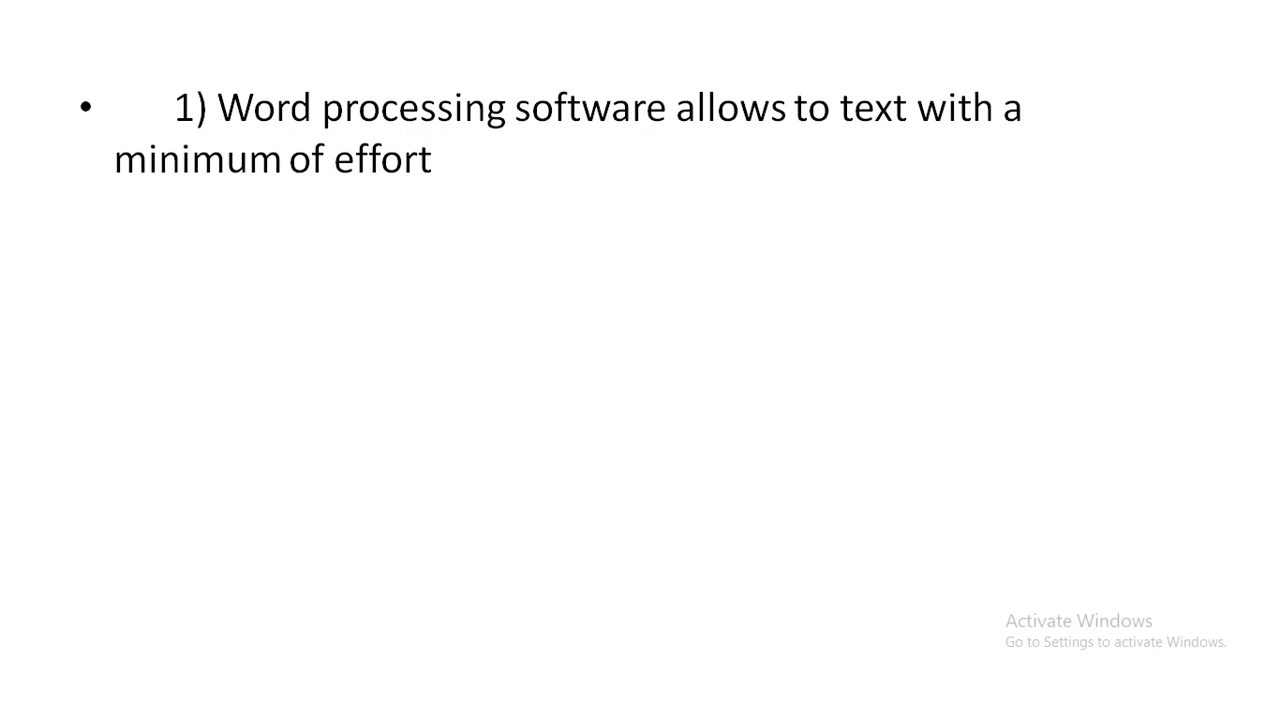 • 1) Word processing software allows to text with a
minimum of effort
Activate Windows
Go to Settings to activate Windows.